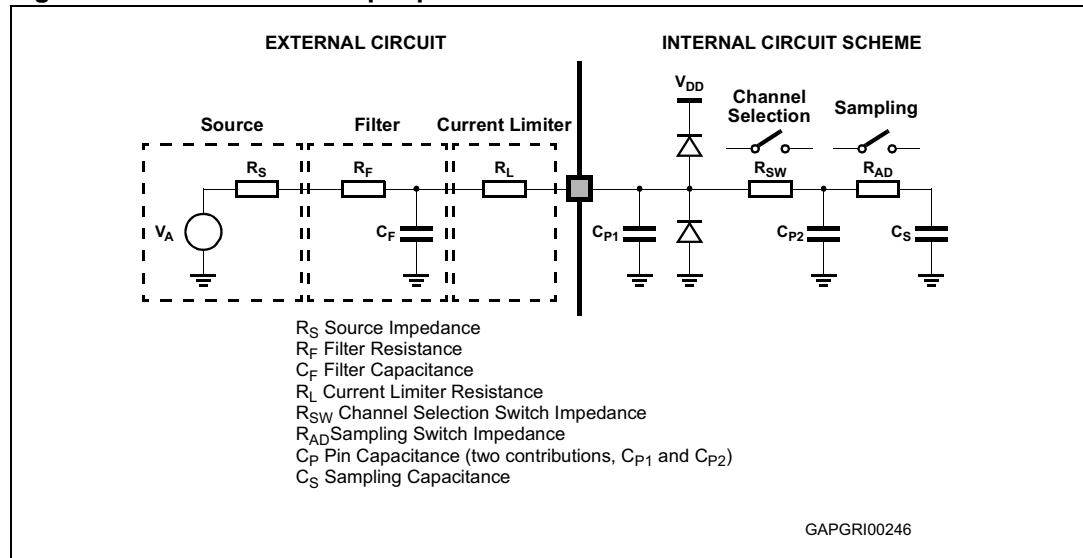 EXTERNAL CIRCUIT
INTERNAL CIRCUIT SCHEME
VDD
Channel
Selection
Sampling
Source
Filter
Current Limiter
RS
RF
RL
RSW
RAD
VA
CF
CP1
CP2
CS
RS Source Impedance
RF Filter Resistance
CF Filter Capacitance
RL Current Limiter Resistance
RSW Channel Selection Switch Impedance
RADSampling Switch Impedance
CP Pin Capacitance (two contributions, CP1 and CP2)
CS Sampling Capacitance
GAPGRI00246